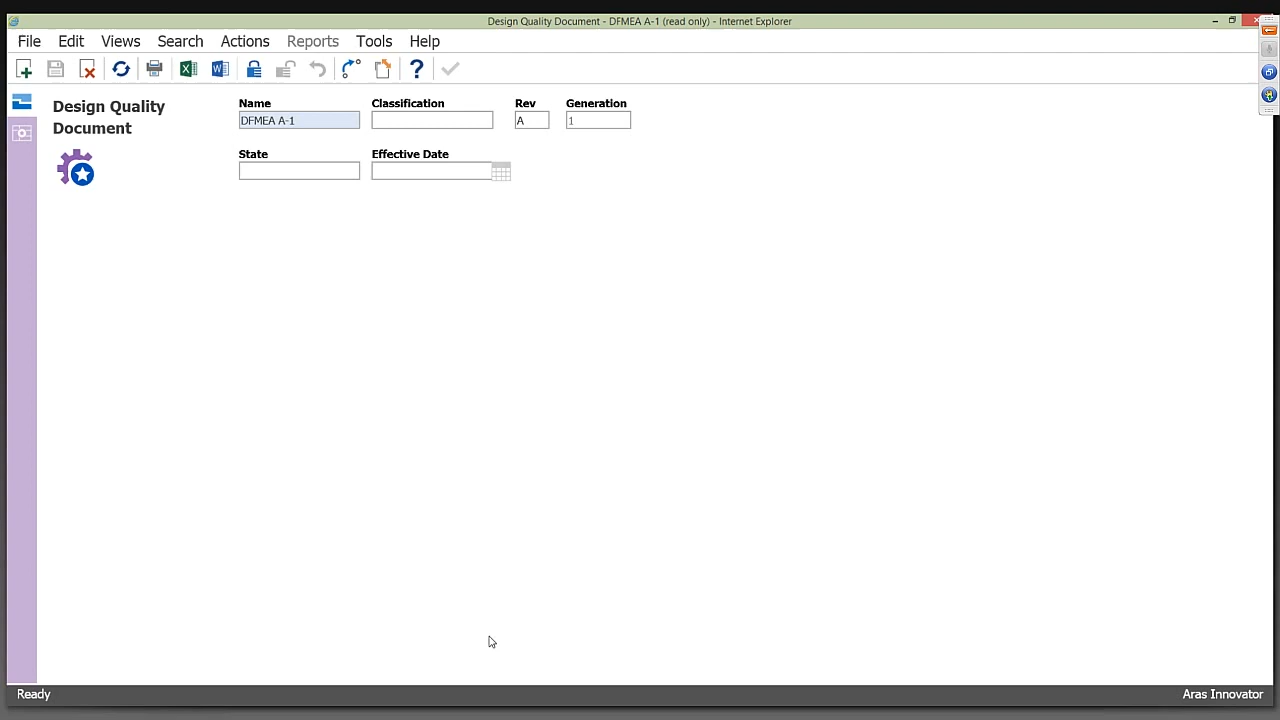 Design Quality Document - DFMEA A-1 (read only) - Internet Explorer
File Edit Views Search Actions Reports Tools Help
Design Quality
Document
Name Classification Rev Generation
DFMEA A-1 A 1
State Effective Date
Ready Aras Innovator